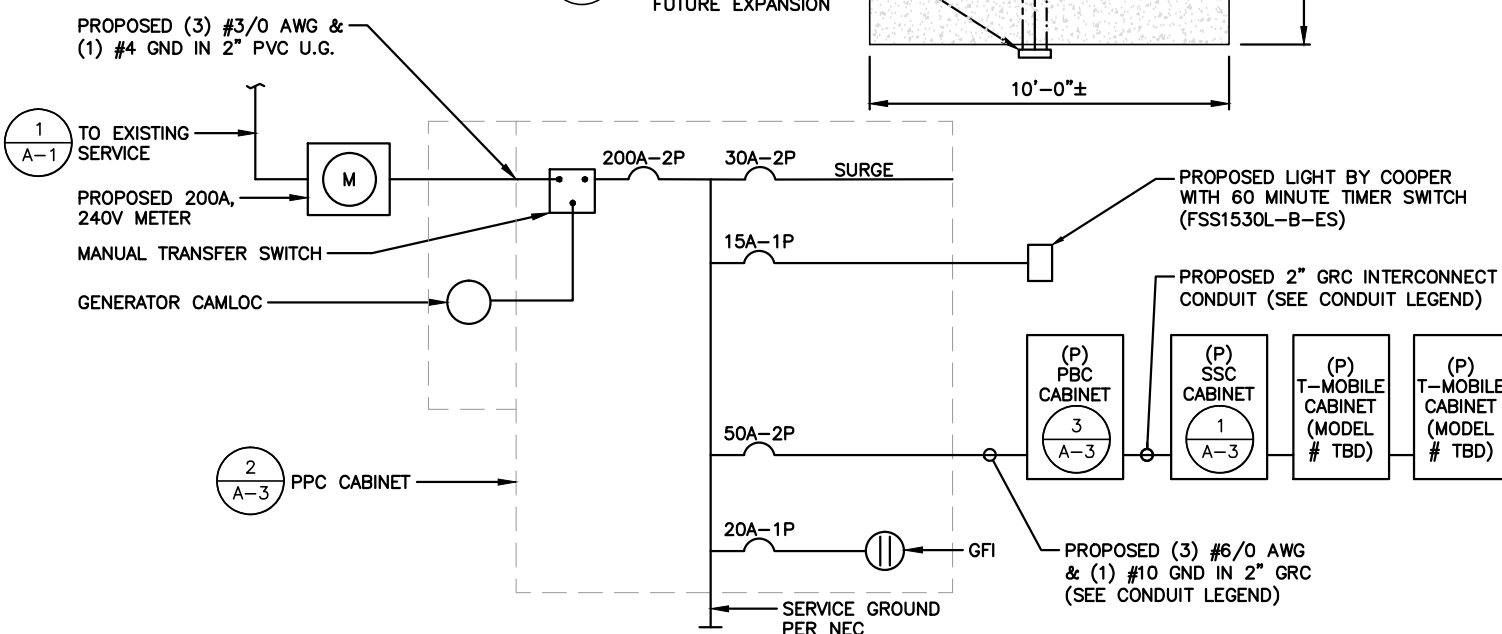 FUTURE EXPANSION
PROPOSED (3) #3/0 AWG &
(1) #4 GND IN 2" PVC U.G.
10'-0"±
1
A-1
TO EXISTING
SERVICE
M
200A-2P
30A-2P
SURGE
PROPOSED 200A,
240V METER
PROPOSED LIGHT BY COOPER
WITH 60 MINUTE TIMER SWITCH
(FSS1530L-B-ES)
MANUAL TRANSFER SWITCH
15A-1P
GENERATOR CAMLOC
PROPOSED 2" GRC INTERCONNECT
CONDUIT (SEE CONDUIT LEGEND)
(P)
PBC
CABINET
3
A-3
(P)
SSC
CABINET
1
A-3
(P)
T-MOBILE
CABINET
(MODEL
# TBD)
(P)
T-MOBILE
CABINET
(MODEL
# TBD)
50A-2P
2
A-3
PPC CABINET
20A-1P
GFI
PROPOSED (3) #6/0 AWG
& (1) #10 GND IN 2" GRC
(SEE CONDUIT LEGEND)
SERVICE GROUND
PER NEC